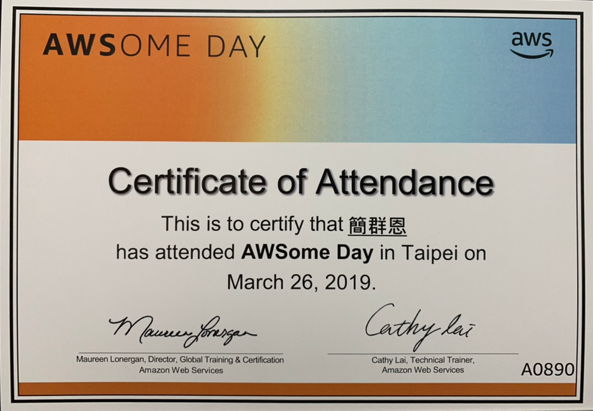 AWSOME DAY
aws
Certificate of Attendance
This is to certify that 簡群恩
has attended AWSome Day in Taipei on
March 26, 2019.
Maureen Lonergan
Cathy Lai
Maureen Lonergan, Director, Global Training & Certification
Amazon Web Services
Cathy Lai, Technical Trainer,
Amazon Web Services
A0890